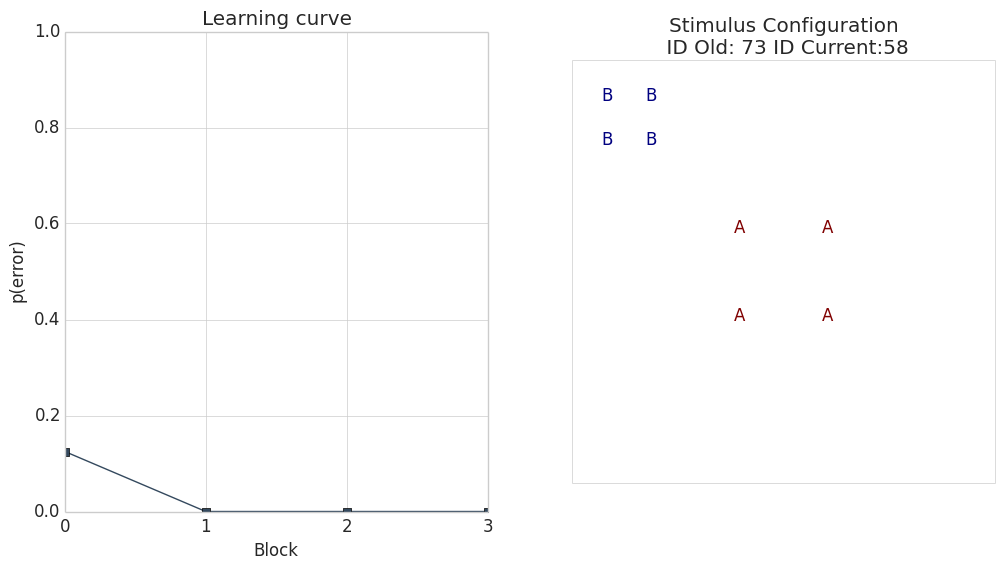 Learning curve
1.0
0.8
0.6
0.4
0.2
0.0
p(error)
0 1 2 3
Block
Stimulus Configuration
ID Old: 73 ID Current:58
B B
B B
A A
A A